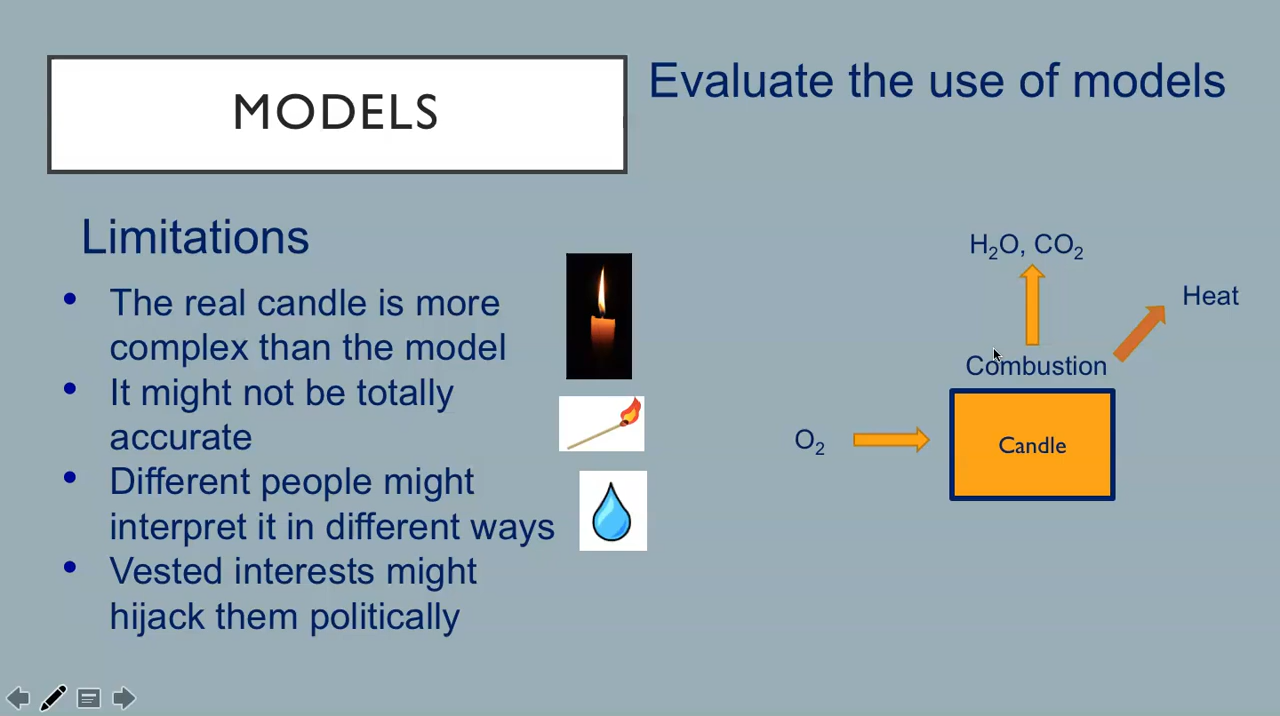 MODELS
Evaluate the use of models
Limitations
• The real candle is more
complex than the model
• It might not be totally
accurate
• Different people might
interpret it in different ways
• Vested interests might
hijack them politically
H₂O, CO₂
Heat
Combustion
O₂
Candle